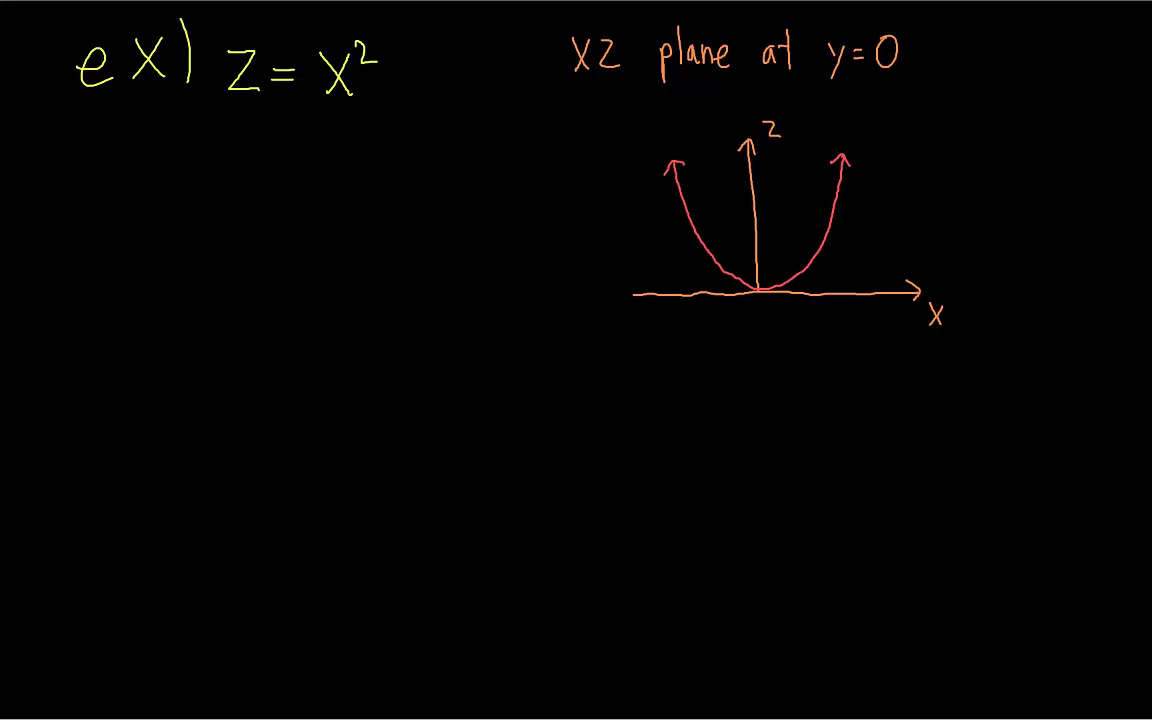 ex) z = x²
xz plane at y=0
z
x